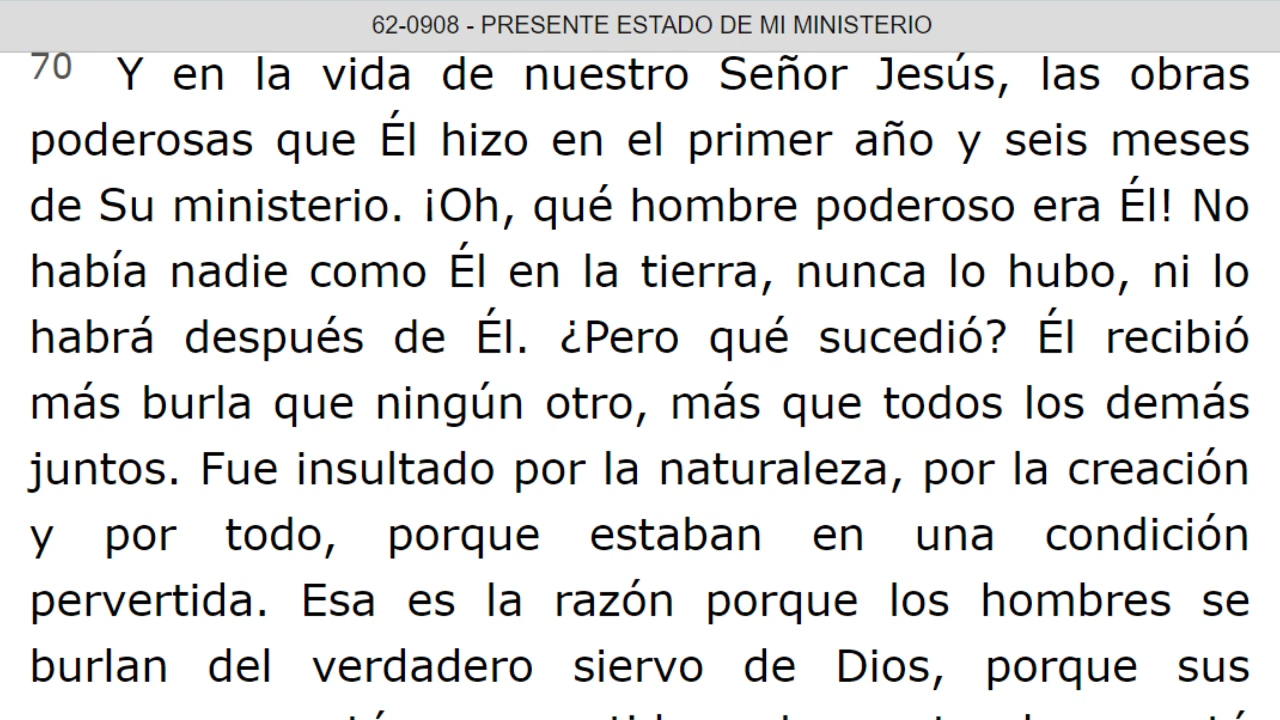 62-0908 - PRESENTE ESTADO DE MI MINISTERIO
70 Y en la vida de nuestro Señor Jesús, las obras
poderosas que Él hizo en el primer año y seis meses
de Su ministerio. ¡Oh, qué hombre poderoso era Él! No
había nadie como Él en la tierra, nunca lo hubo, ni lo
habrá después de Él. ¿Pero qué sucedió? Él recibió
más burla que ningún otro, más que todos los demás
juntos. Fue insultado por la naturaleza, por la creación
y por todo, porque estaban en una condición
pervertida. Esa es la razón porque los hombres se
burlan del verdadero siervo de Dios, porque sus